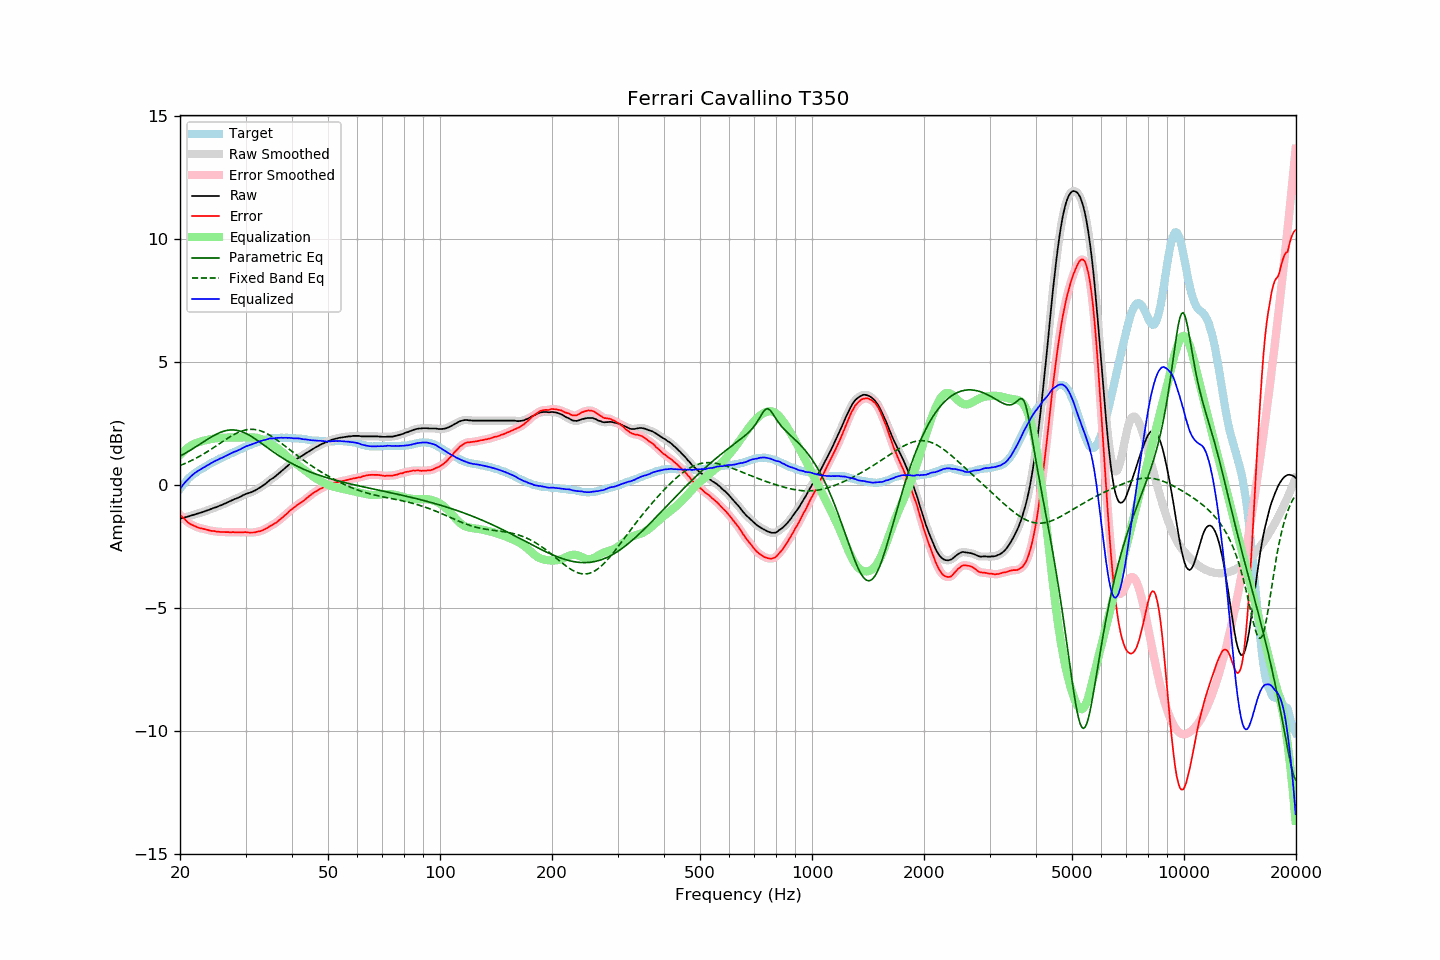 Ferrari Cavallino T350
15
10
5
0
−5
−10
−15
Amplitude (dBr)
Target
Raw Smoothed
Error Smoothed
Raw
Error
Equalization
Parametric Eq
Fixed Band Eq
Equalized
20 50 100 200 500 1000 2000 5000 10000 20000
Frequency (Hz)